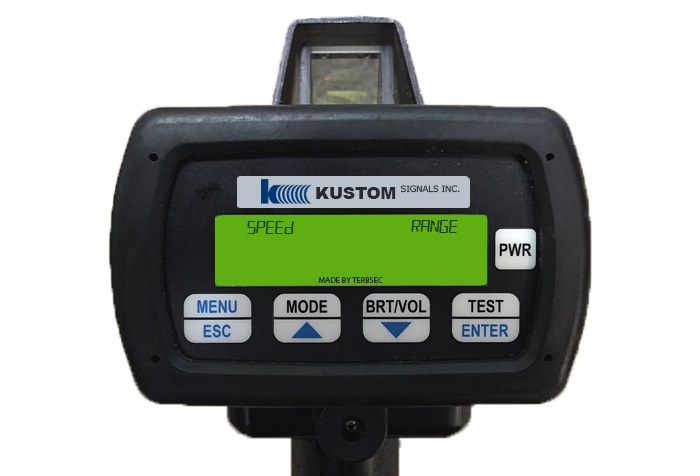 KUSTOM SIGNALS INC.
SPEEd RANGE
MADE BY TERBSEC
PWR
MENU MODE BRT/VOL TEST
ESC ENTER